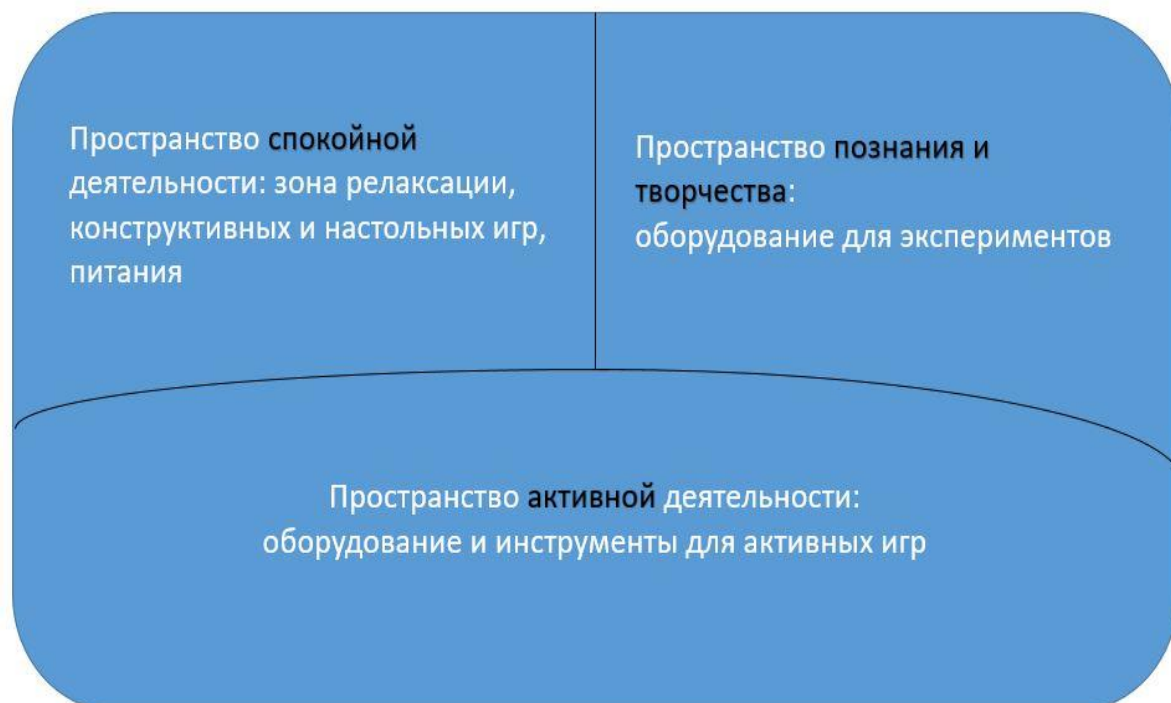 Пространство спокойной
деятельности: зона релаксации,
конструктивных и настольных игр,
питания
Пространство познания и
творчества:
оборудование для экспериментов
Пространство активной деятельности:
оборудование и инструменты для активных игр